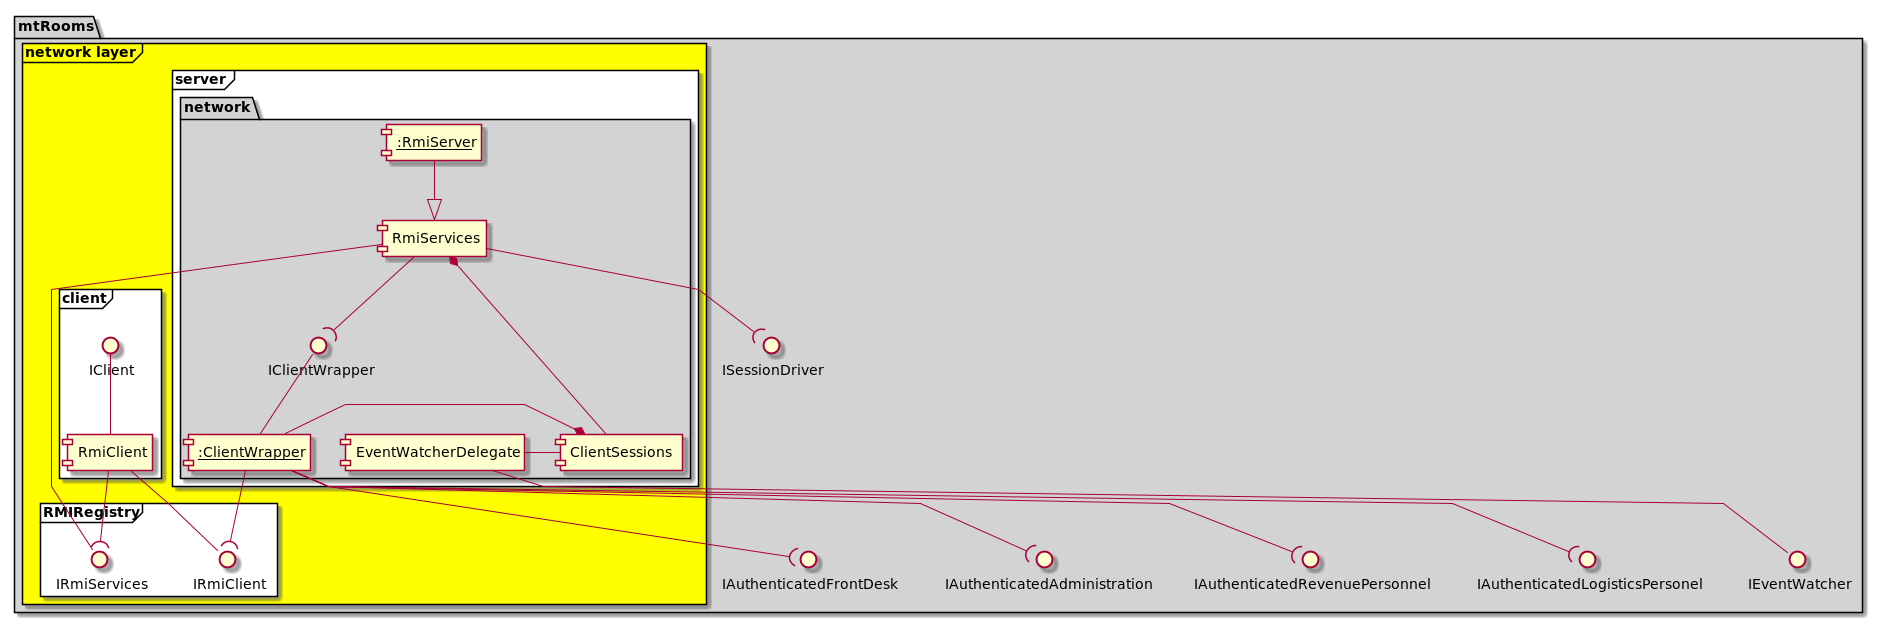 mtRooms
network layer
server
network
:RmiServer
RmiServices
client
IClient
IClientWrapper
ISessionDriver
RmiClient
:ClientWrapper
EventWatcherDelegate
ClientSessions
RMIRegistry
IRmiServices
IRmiClient
IAuthenticatedFrontDesk
IAuthenticatedAdministration
IAuthenticatedRevenuePersonnel
IAuthenticatedLogisticsPersonel
IEventWatcher